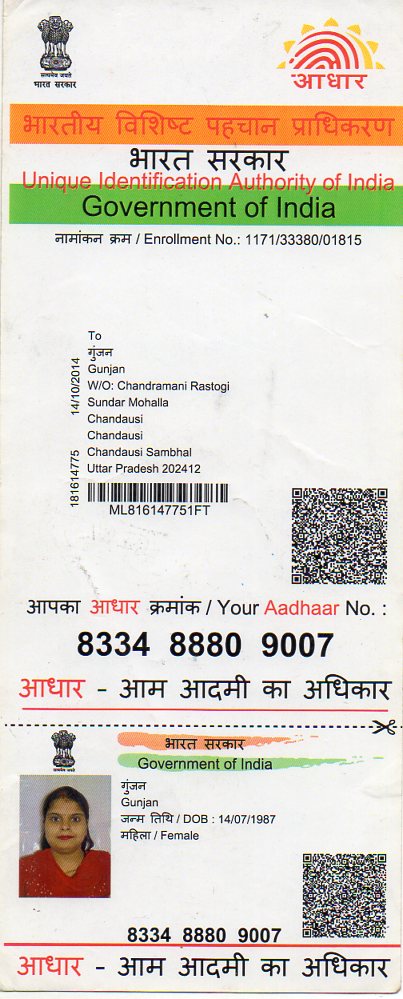 सत्यमेव जयते
भारत सरकार
आधार
भारतीय विशिष्ट पहचान प्राधिकरण
भारत सरकार
Unique Identification Authority of India
Government of India
नामांकन क्रम / Enrollment No.: 1171/33380/01815
To
गुंजन
Gunjan
W/O: Chandramani Rastogi
Sundar Mohalla
Chandausi
Chandausi
Chandausi Sambhal
Uttar Pradesh 202412
181614775 14/10/2014
ML816147751FT
आपका आधार क्रमांक / Your Aadhaar No. :
8334 8880 9007
आधार - आम आदमी का अधिकार
भारत सरकार
Government of India
गुंजन
Gunjan
जन्म तिथि / DOB : 14/07/1987
महिला / Female
8334 8880 9007
आधार - आम आदमी का अधिकार